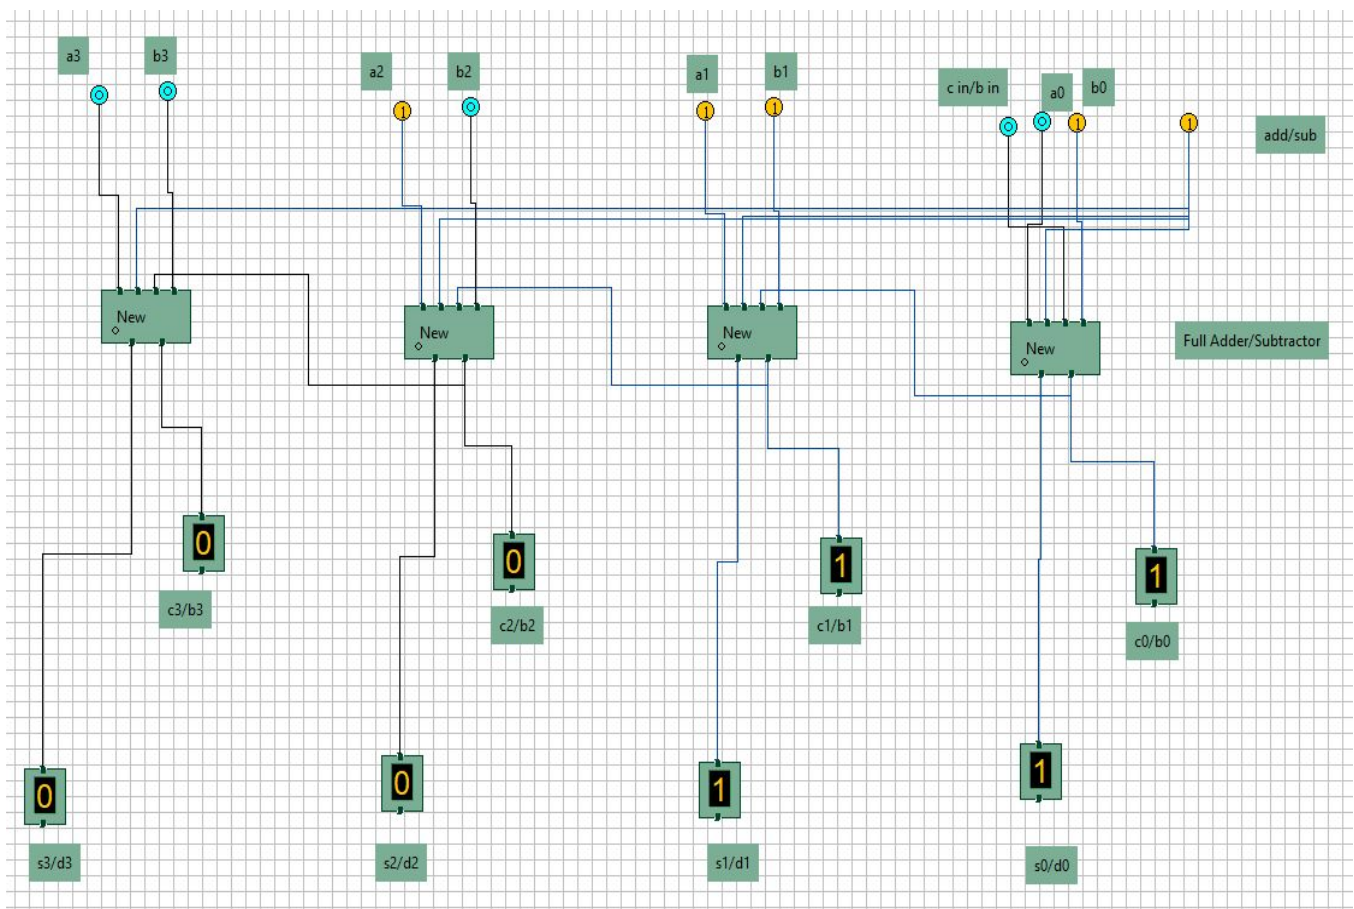 a3
b3
a2
b2
a1
b1
c in/b in
a0
b0
1
1
1
1
1
add/sub
New
New
New
New
Full Adder/Subtractor
0
0
1
1
c3/b3
c2/b2
c1/b1
c0/b0
0
0
1
1
s3/d3
s2/d2
s1/d1
s0/d0